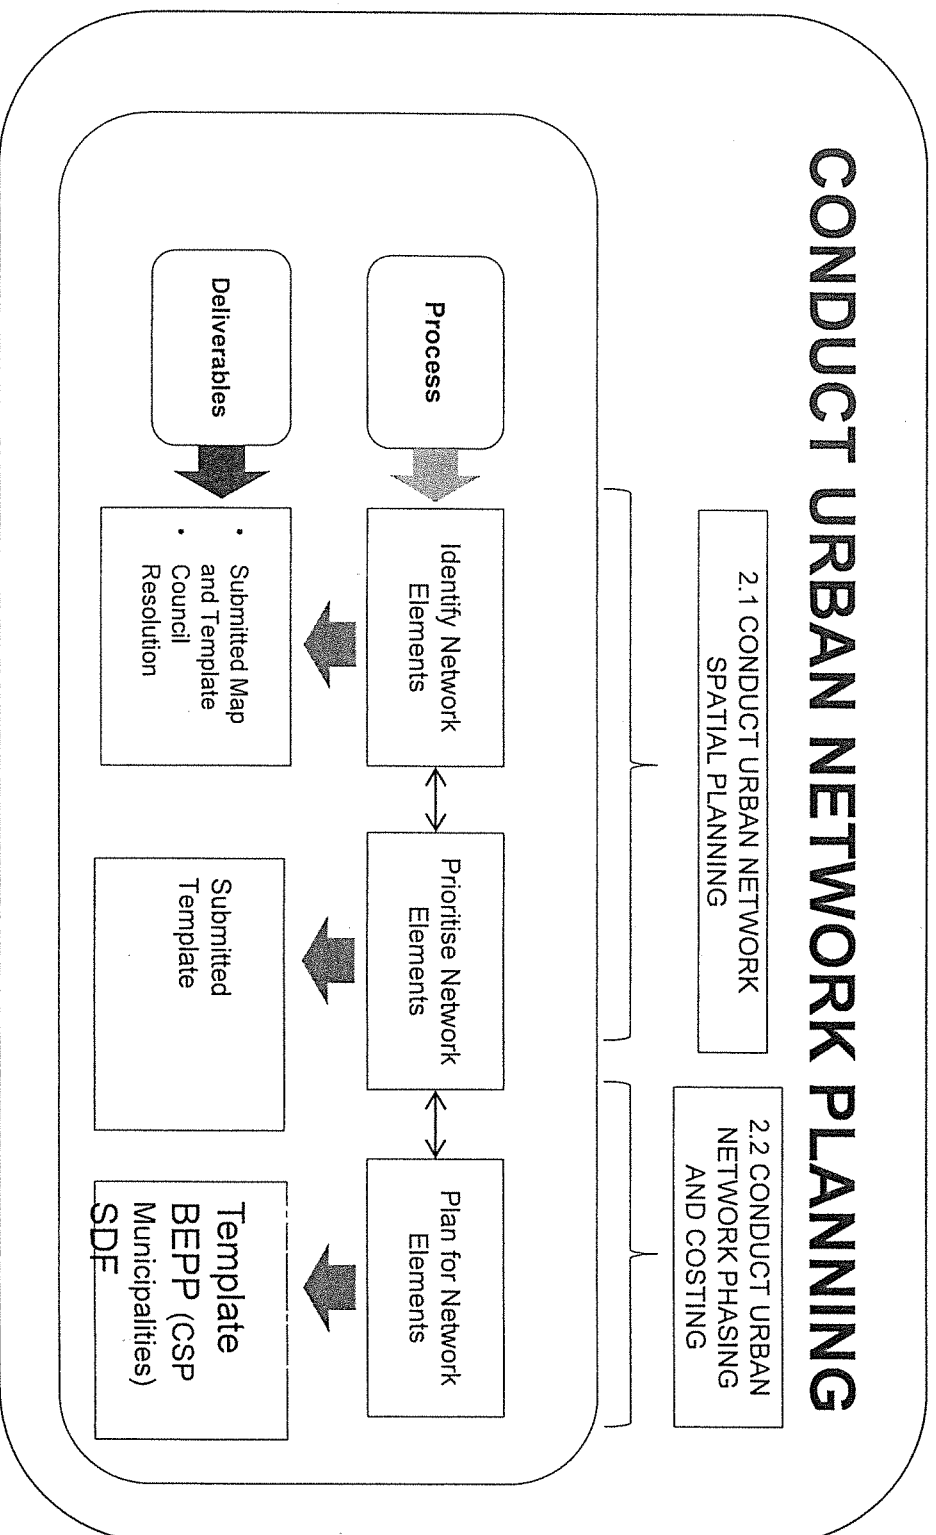 CONDUCT URBAN NETWORK PLANNING
2.1 CONDUCT URBAN NETWORK
SPATIAL PLANNING
2.2 CONDUCT URBAN
NETWORK PHASING
AND COSTING
Process
Identify Network
Elements
Prioritise Network
Elements
Plan for Network
Elements
Deliverables
• Submitted Map
and Template
• Council
Resolution
Submitted
Template
Template
BEPP (CSP
Municipalities)
SDF